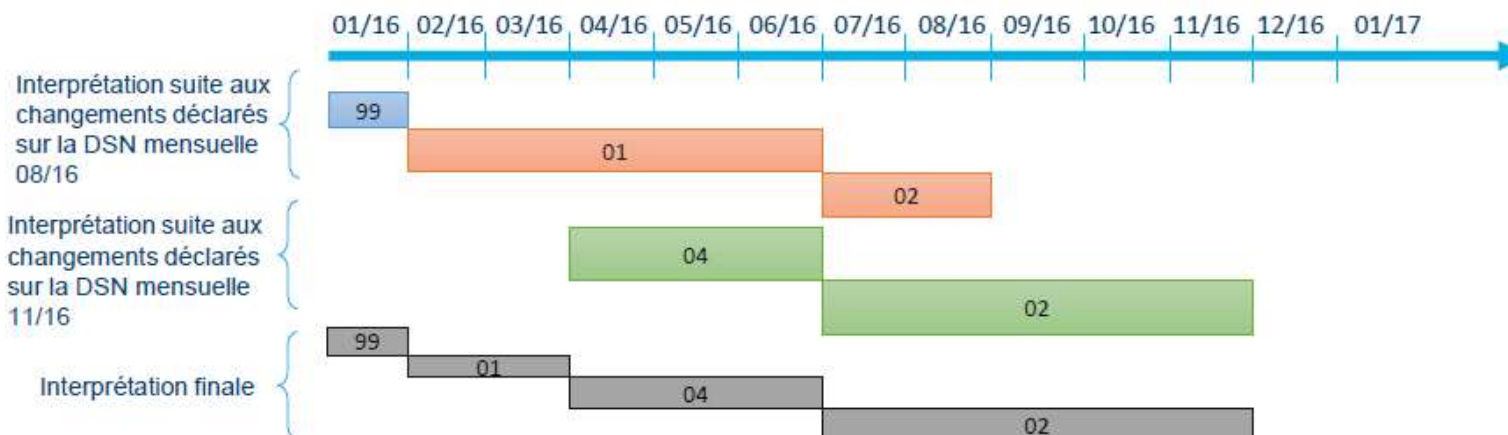 01/16 02/16 03/16 04/16 05/16 06/16 07/16 08/16 09/16 10/16 11/16 12/16 01/17
Interprétation suite aux
changements déclarés
sur la DSN mensuelle
08/16
99
01
02
Interprétation suite aux
changements déclarés
sur la DSN mensuelle
11/16
04
02
Interprétation finale
99
01
04
02